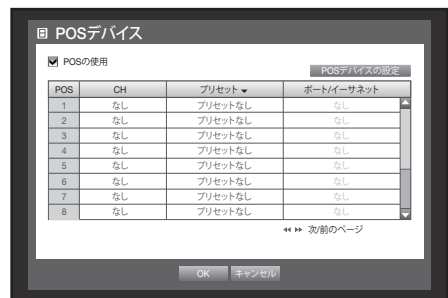 POSデバイス
POSの使用
POSデバイスの設定
POS CH プリセット ポート/イーサネット
1 なし プリセットなし なし
2 なし プリセットなし なし
3 なし プリセットなし なし
4 なし プリセットなし なし
5 なし プリセットなし なし
6 なし プリセットなし なし
7 なし プリセットなし なし
8 なし プリセットなし なし
次/前のページ
OK キャンセル